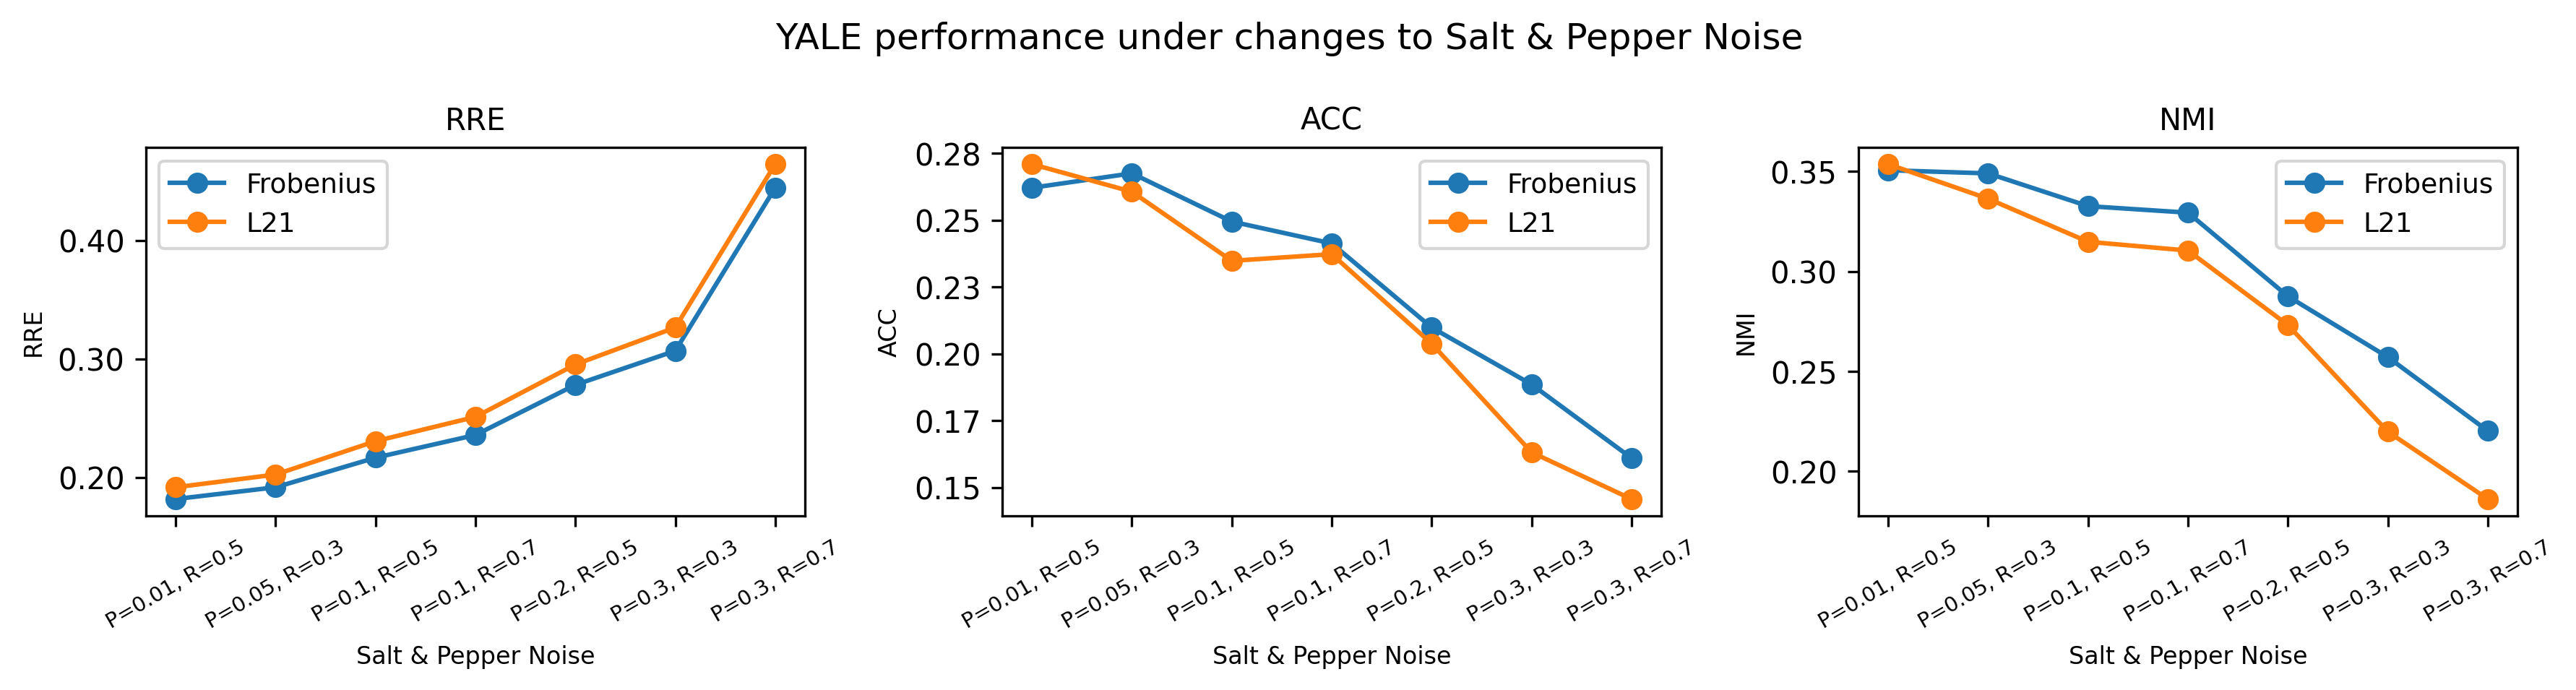 YALE performance under changes to Salt & Pepper Noise
RRE
Frobenius
L21
0.40
0.30
0.20
RRE
P=0.01, R=0.5
P=0.05, R=0.3
P=0.1, R=0.5
P=0.1, R=0.7
P=0.2, R=0.5
P=0.3, R=0.3
P=0.3, R=0.7
Salt & Pepper Noise
ACC
Frobenius
L21
0.28
0.25
0.23
0.20
0.17
0.15
ACC
P=0.01, R=0.5
P=0.05, R=0.3
P=0.1, R=0.5
P=0.1, R=0.7
P=0.2, R=0.5
P=0.3, R=0.3
P=0.3, R=0.7
Salt & Pepper Noise
NMI
Frobenius
L21
0.35
0.30
0.25
0.20
NMI
P=0.01, R=0.5
P=0.05, R=0.3
P=0.1, R=0.5
P=0.1, R=0.7
P=0.2, R=0.5
P=0.3, R=0.3
P=0.3, R=0.7
Salt & Pepper Noise